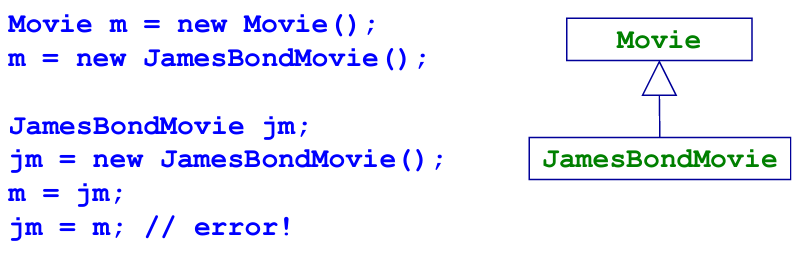 Movie m = new Movie();
m = new JamesBondMovie();
JamesBondMovie jm;
jm = new JamesBondMovie();
m = jm;
jm = m; // error!
Movie
JamesBondMovie